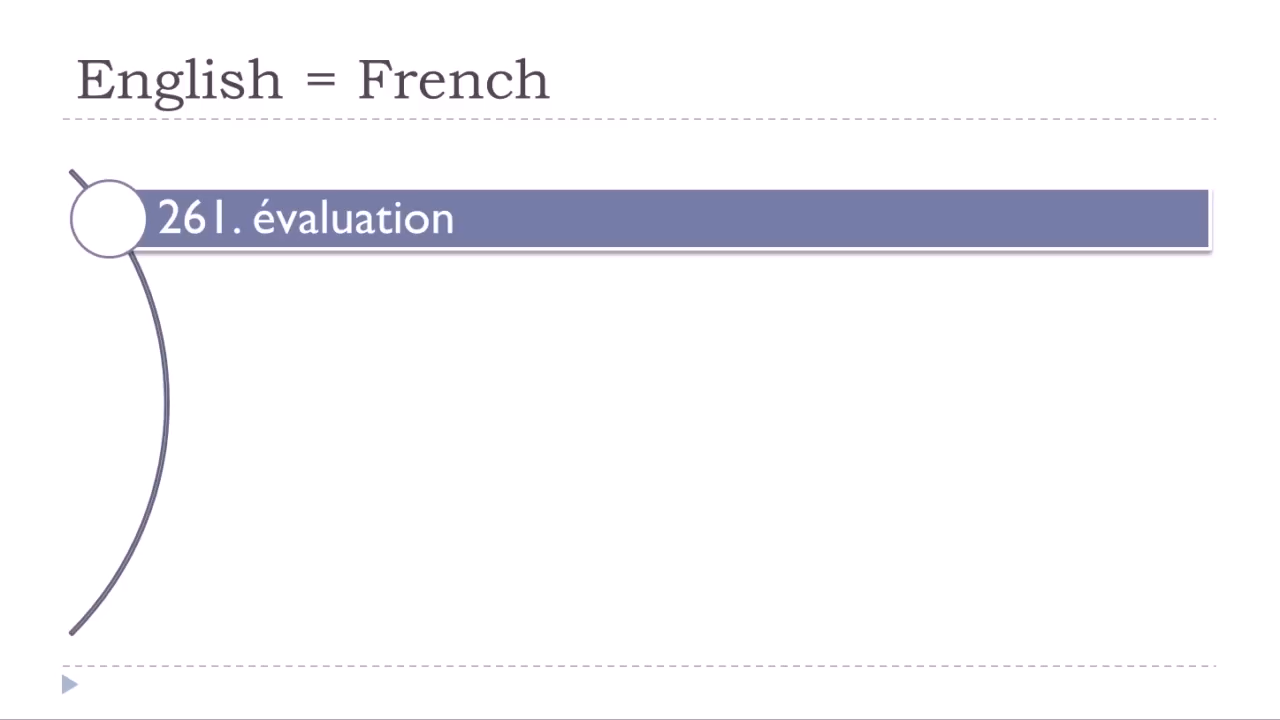 English = French
261. évaluation